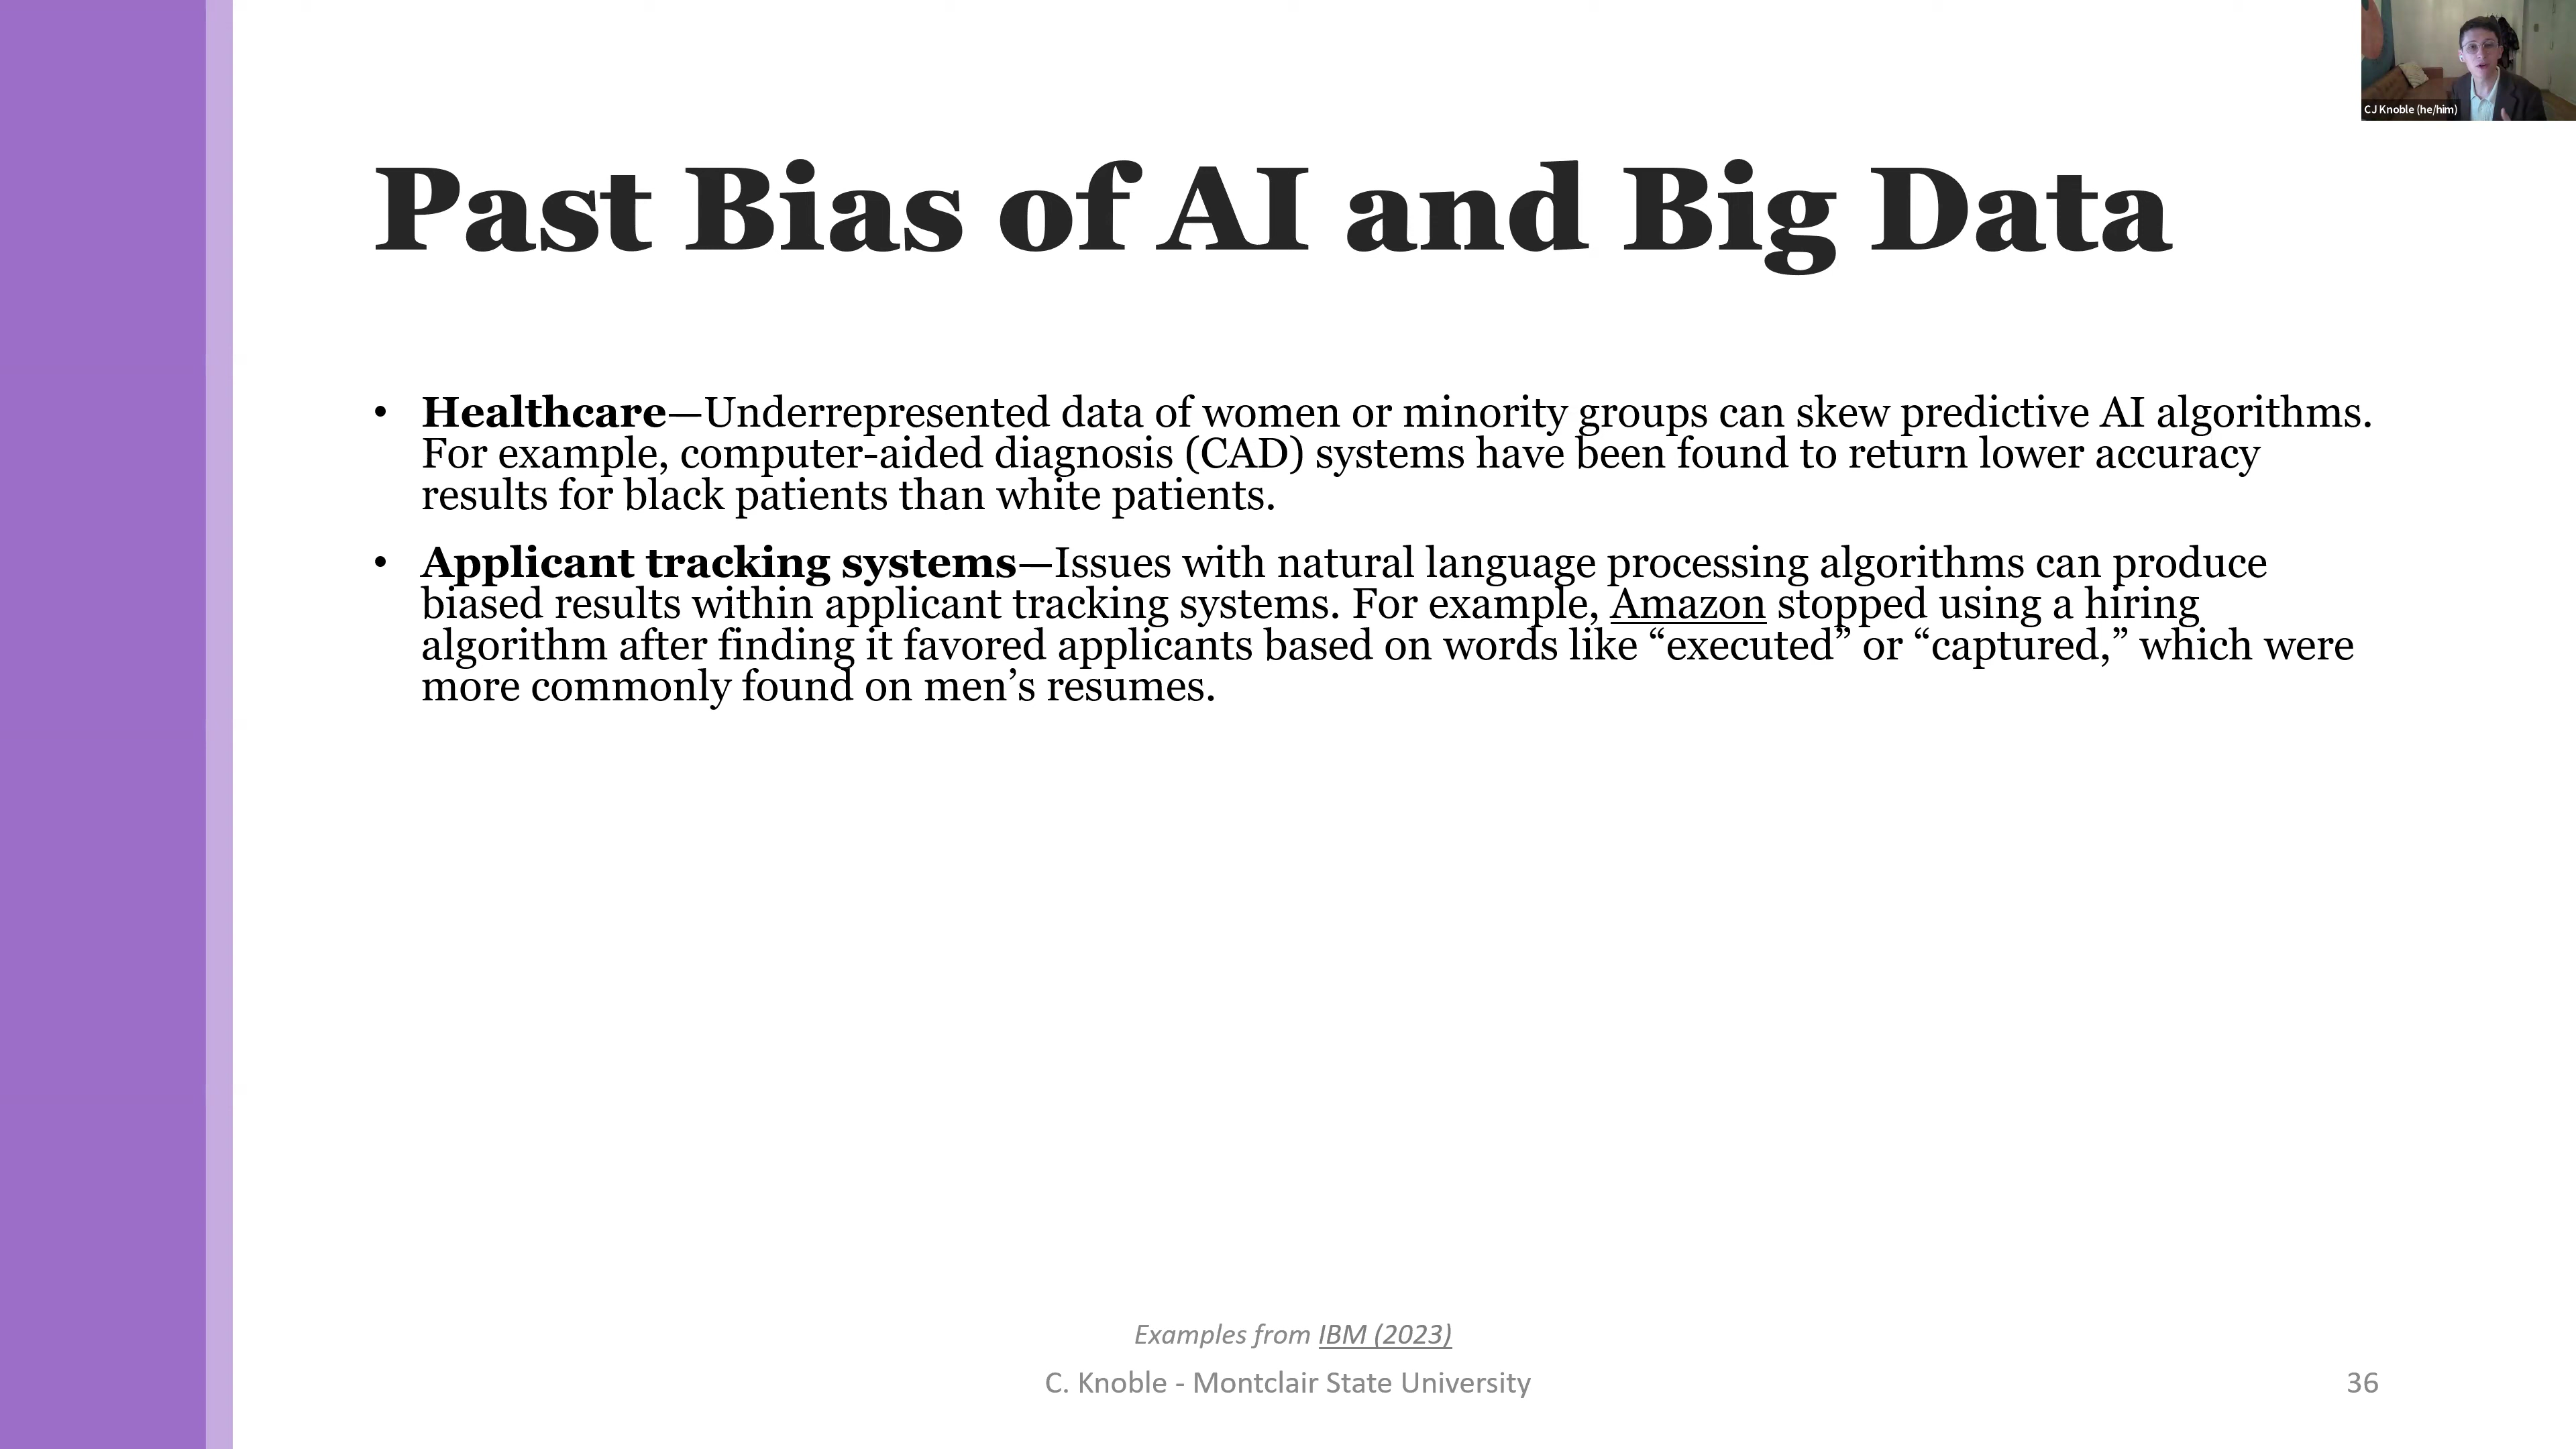 CJ Knoble (he/him)
Past Bias of AI and Big Data
• Healthcare—Underrepresented data of women or minority groups can skew predictive AI algorithms.
For example, computer-aided diagnosis (CAD) systems have been found to return lower accuracy
results for black patients than white patients.
• Applicant tracking systems—Issues with natural language processing algorithms can produce
biased results within applicant tracking systems. For example, Amazon stopped using a hiring
algorithm after finding it favored applicants based on words like “executed” or “captured,” which were
more commonly found on men’s resumes.
Examples from IBM (2023)
C. Knoble - Montclair State University
36